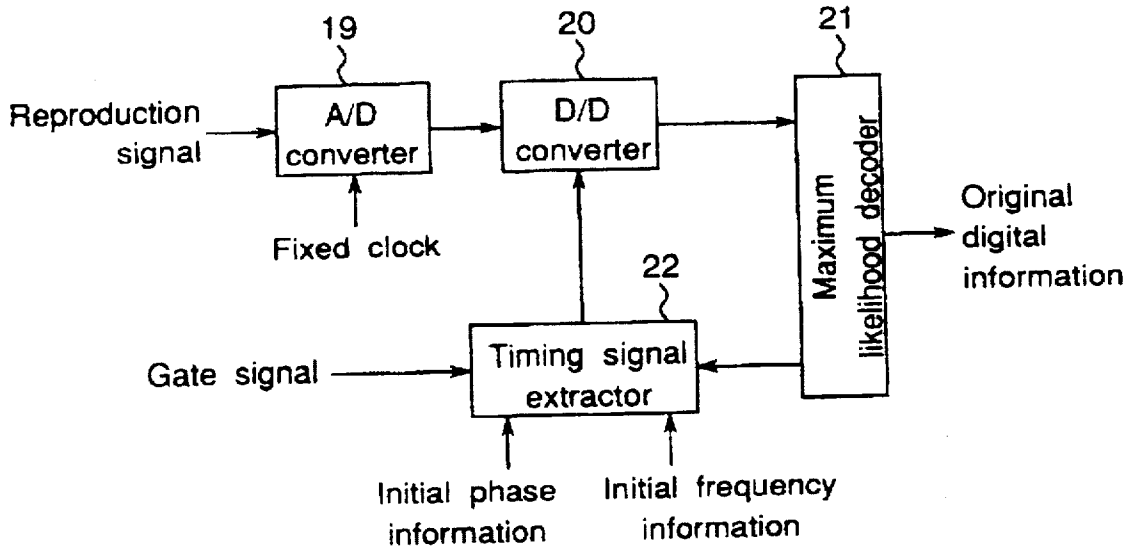 19
20
21
Reproduction
signal
A/D
converter
D/D
converter
Maximum
likelihood decoder
Original
digital
information
Fixed clock
22
Gate signal
Timing signal
extractor
Initial phase
information
Initial frequency
information